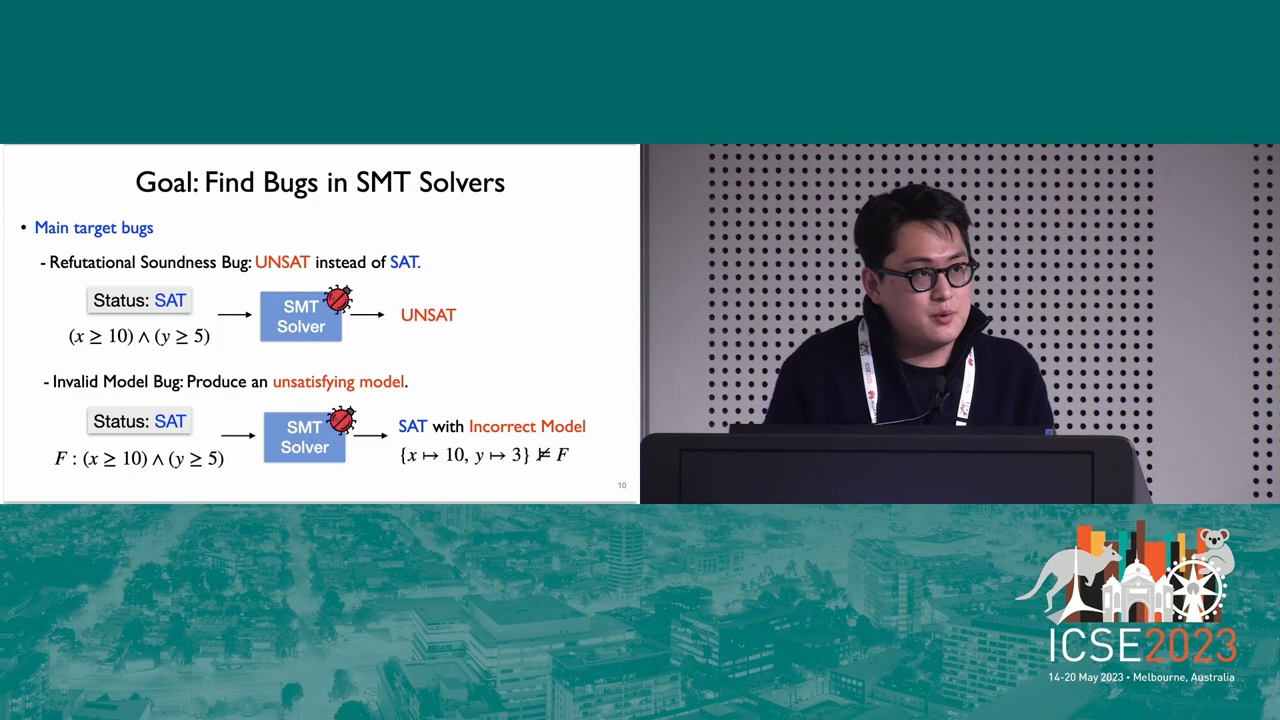 Goal: Find Bugs in SMT Solvers
• Main target bugs
- Refutational Soundness Bug: UNSAT instead of SAT.
Status: SAT
(x ≥ 10) ∧ (y ≥ 5)
SMT
Solver
UNSAT
- Invalid Model Bug: Produce an unsatisfying model.
Status: SAT
F : (x ≥ 10) ∧ (y ≥ 5)
SMT
Solver
SAT with Incorrect Model
{x ↦ 10, y ↦ 3} ⊭ F
10
ICSE2023
14-20 May 2023 • Melbourne, Australia